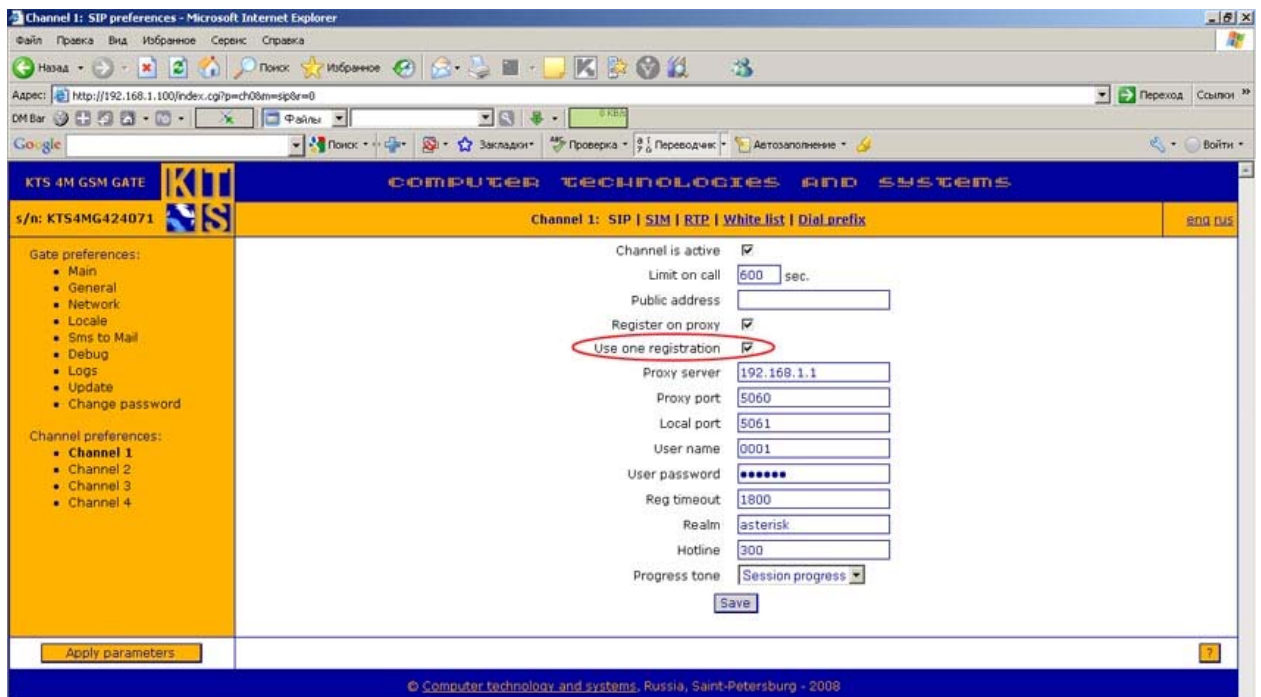 Channel 1: SIP preferences - Microsoft Internet Explorer
Файл Правка Вид Избранное Сервис Справка
Назад Поиск Избранное
Адрес: http://192.168.1.100/index.cgi?p=ch0&m=sip&r=0 Переход Ссылки »
DM Bar Файлы 0 KB/s
Google Поиск Закладки Проверка Переводчик Автозаполнение Войти
KTS 4M GSM GATE KTS COMPUTER TECHNOLOGIES AND SYSTEMS
s/n: KTS4MG424071 Channel 1: SIP | SIM | RTP | White list | Dial prefix eng rus
Gate preferences:
Main
General
Network
Locale
Sms to Mail
Debug
Logs
Update
Change password
Channel preferences:
Channel 1
Channel 2
Channel 3
Channel 4
Channel is active
Limit on call 600 sec.
Public address
Register on proxy
Use one registration
Proxy server 192.168.1.1
Proxy port 5060
Local port 5061
User name 0001
User password ●●●●●●
Reg timeout 1800
Realm asterisk
Hotline 300
Progress tone Session progress
Save
Apply parameters ?
© Computer technology and systems, Russia, Saint-Petersburg - 2008